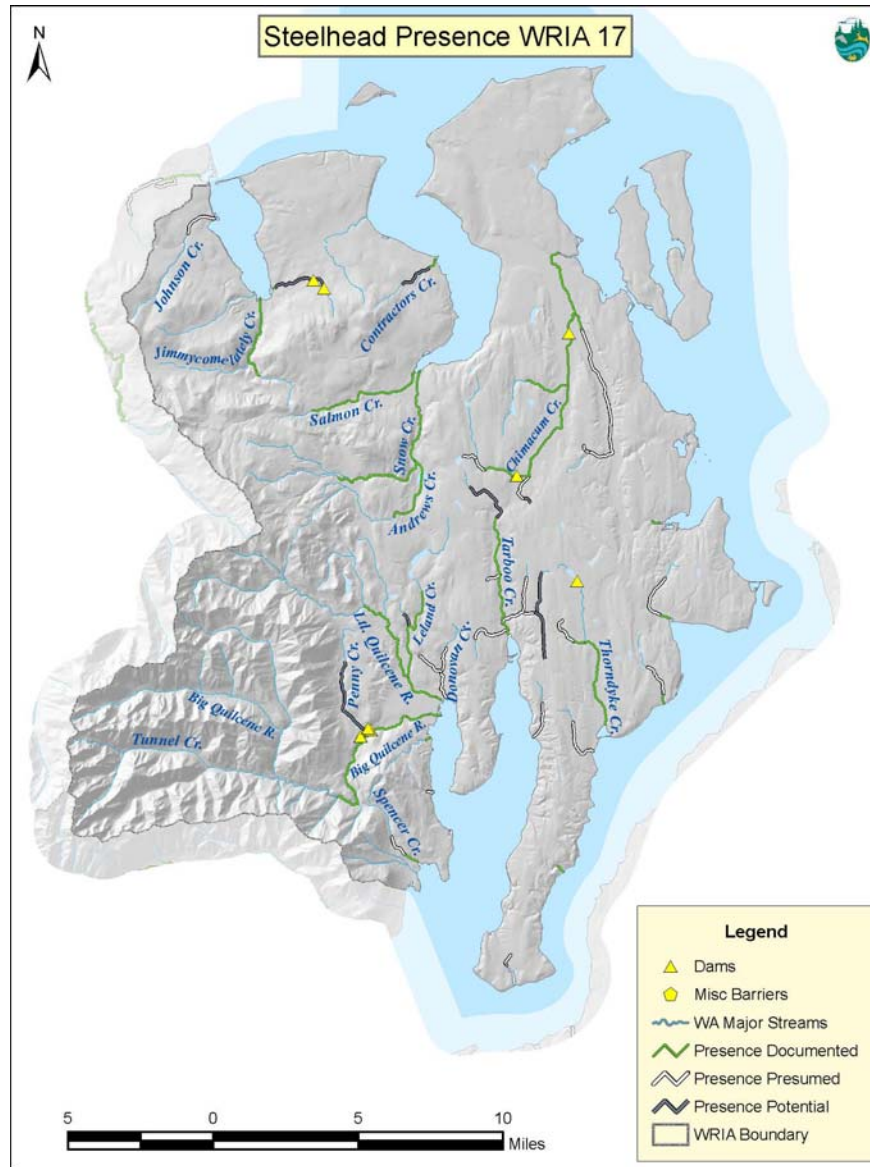 Steelhead Presence WRIA 17
N
Johnson Cr.
Contractors Cr.
Jimmycomelately Cr.
Salmon Cr.
Snow Cr.
Chimacum Cr.
Andrews Cr.
Tarboo Cr.
Leland Cr.
Ltl. Quilcene R.
Donovan Cr.
Penny Cr.
Thorndyke Cr.
Big Quilcene R.
Big Quilcene R.
Tunnel Cr.
Spencer Cr.
Legend
Dams
Misc Barriers
WA Major Streams
Presence Documented
Presence Presumed
Presence Potential
WRIA Boundary
5 0 5 10
Miles